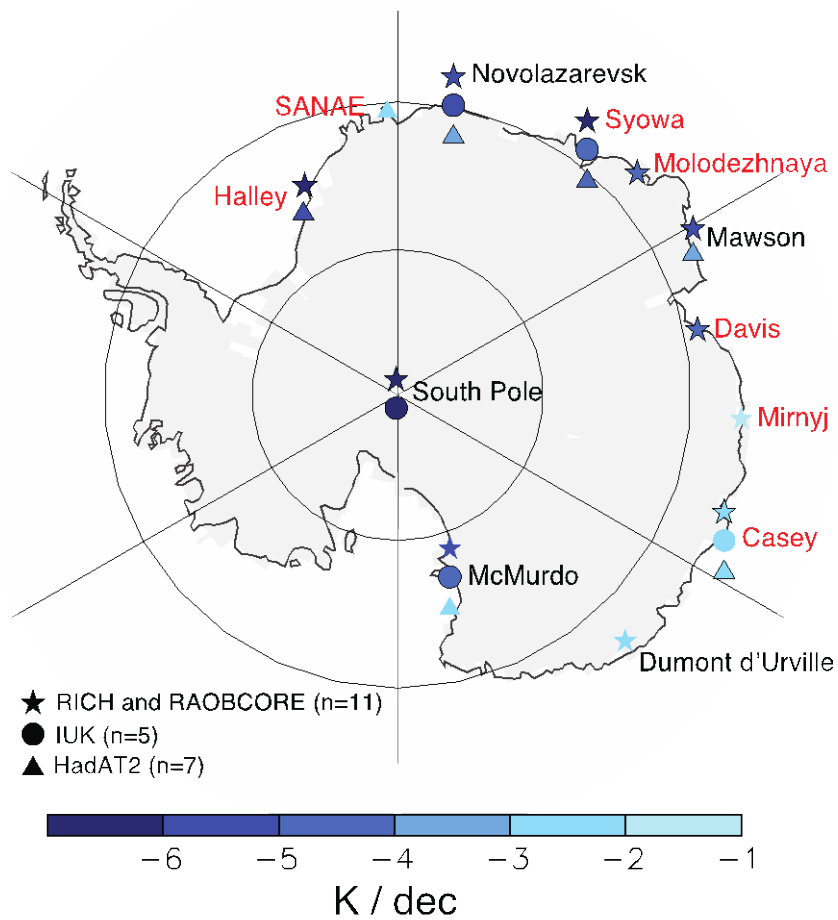 Novolazarevsk
SANAE
Syowa
Molodezhnaya
Halley
Mawson
Davis
South Pole
Mirnyj
Casey
McMurdo
Dumont d'Urville
RICH and RAOBCORE (n=11)
IUK (n=5)
HadAT2 (n=7)
−6 −5 −4 −3 −2 −1
K / dec